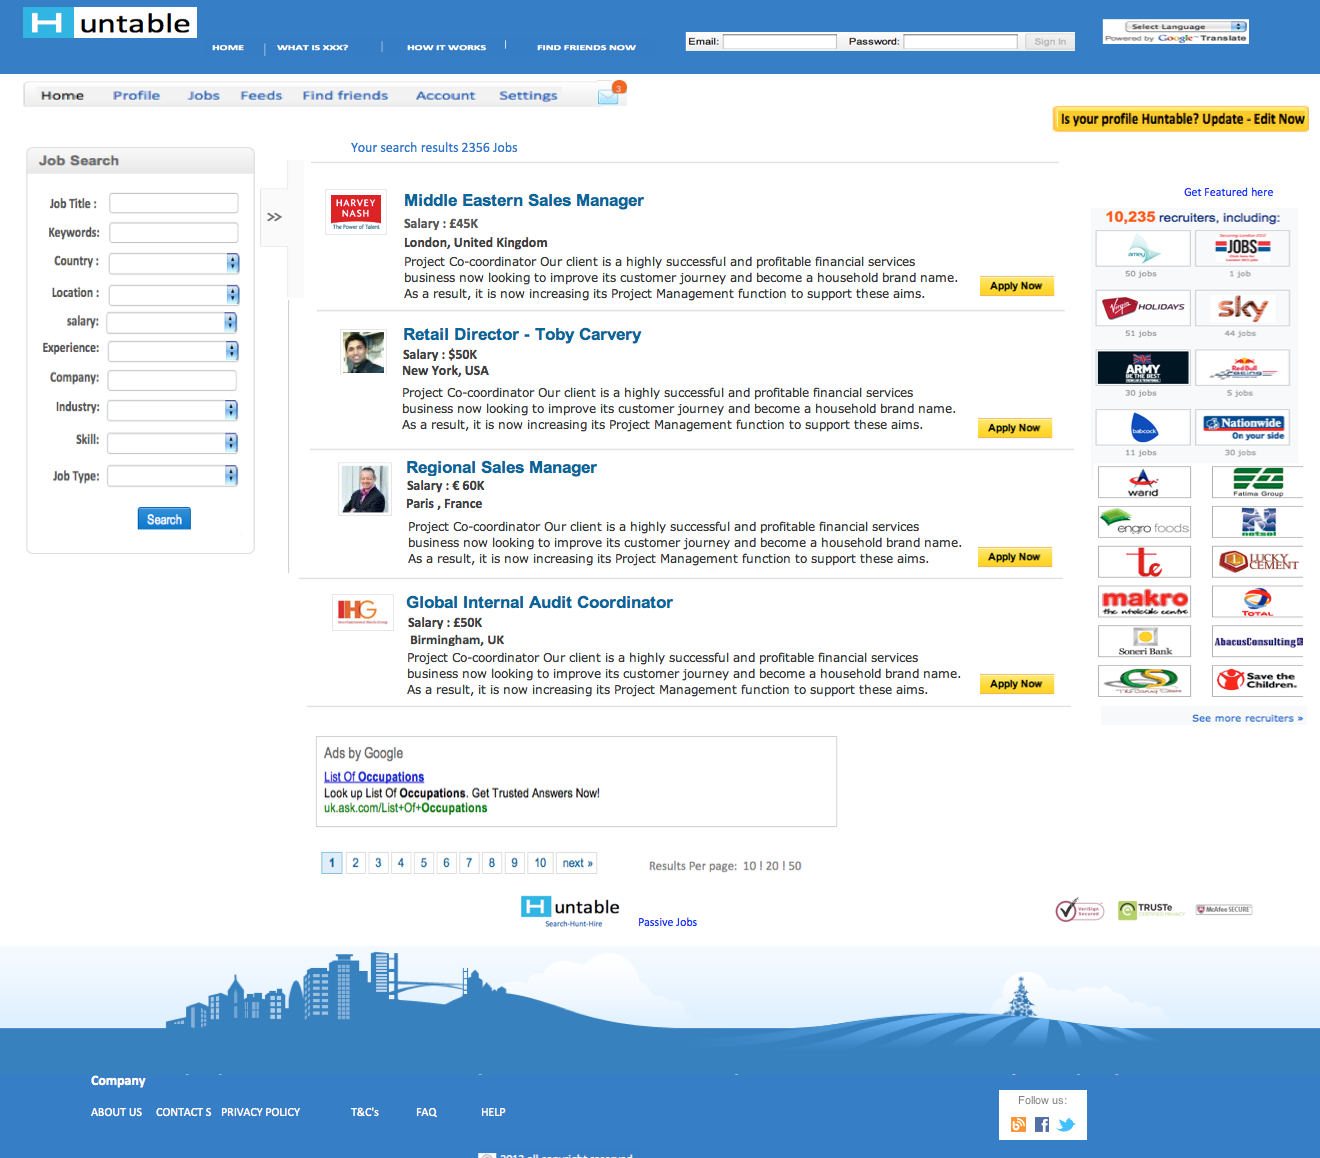 H untable
HOME
WHAT IS XXX?
HOW IT WORKS
FIND FRIENDS NOW
Email:
Password:
Sign In
Select Language
Powered by Google™ Translate
Home
Profile
Jobs
Feeds
Find friends
Account
Settings
3
Is your profile Huntable? Update - Edit Now
Job Search
Job Title :
Keywords:
Country :
Location :
salary:
Experience:
Company:
Industry:
Skill:
Job Type:
Search
>>
Your search results 2356 Jobs
HARVEY
NASH
The Power of Talent
Middle Eastern Sales Manager
Salary : £45K
London, United Kingdom
Project Co-coordinator Our client is a highly successful and profitable financial services
business now looking to improve its customer journey and become a household brand name.
As a result, it is now increasing its Project Management function to support these aims.
Apply Now
Retail Director - Toby Carvery
Salary : $50K
New York, USA
Project Co-coordinator Our client is a highly successful and profitable financial services
business now looking to improve its customer journey and become a household brand name.
As a result, it is now increasing its Project Management function to support these aims.
Apply Now
Regional Sales Manager
Salary : € 60K
Paris , France
Project Co-coordinator Our client is a highly successful and profitable financial services
business now looking to improve its customer journey and become a household brand name.
As a result, it is now increasing its Project Management function to support these aims.
Apply Now
IHG
Global Internal Audit Coordinator
Salary : £50K
Birmingham, UK
Project Co-coordinator Our client is a highly successful and profitable financial services
business now looking to improve its customer journey and become a household brand name.
As a result, it is now increasing its Project Management function to support these aims.
Apply Now
Get Featured here
10,235 recruiters, including:
amey
JOBS
50 jobs
1 job
Virgin HOLIDAYS
sky
51 jobs
44 jobs
ARMY
BE THE BEST
Red Bull
Racing
30 jobs
5 jobs
babcock
Nationwide
On your side
11 jobs
30 jobs
warid
Fatima Group
engro foods
netsol
te
LUCKY
CEMENT
makro
the wholesale centre
TOTAL
Soneri Bank
AbacusConsulting
Save the
Children.
See more recruiters »
Ads by Google
List Of Occupations
Look up List Of Occupations. Get Trusted Answers Now!
uk.ask.com/List+Of+Occupations
1 2 3 4 5 6 7 8 9 10 next »
Results Per page: 10 l 20 l 50
H untable
Search-Hunt-Hire
Passive Jobs
VeriSign
Secured
TRUSTe
CERTIFIED PRIVACY
McAfee SECURE
Company
ABOUT US
CONTACT S
PRIVACY POLICY
T&C's
FAQ
HELP
Follow us:
2012 all copyright reserved